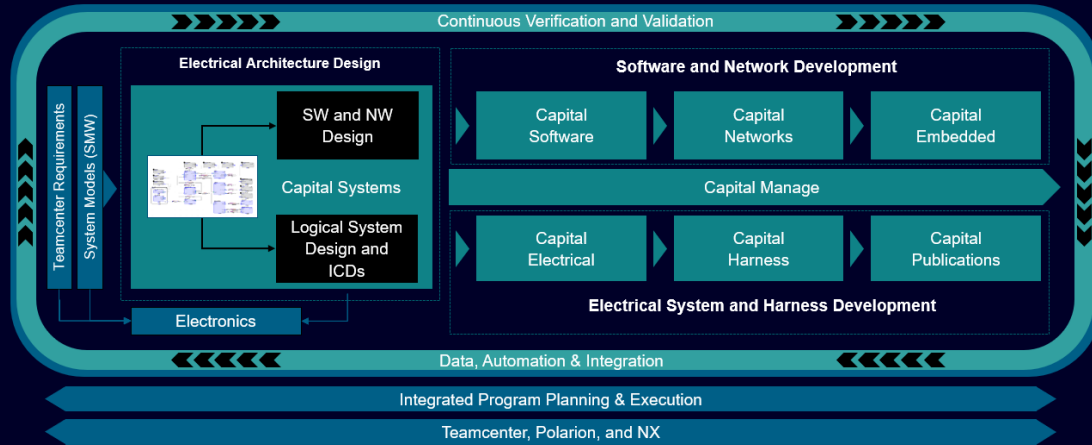 Continuous Verification and Validation
Teamcenter Requirements
System Models (SMW)
Electrical Architecture Design
SW and NW
Design
Capital Systems
Logical System
Design and
ICDs
Electronics
Software and Network Development
Capital
Software
Capital
Networks
Capital
Embedded
Capital Manage
Capital
Electrical
Capital
Harness
Capital
Publications
Electrical System and Harness Development
Data, Automation & Integration
Integrated Program Planning & Execution
Teamcenter, Polarion, and NX